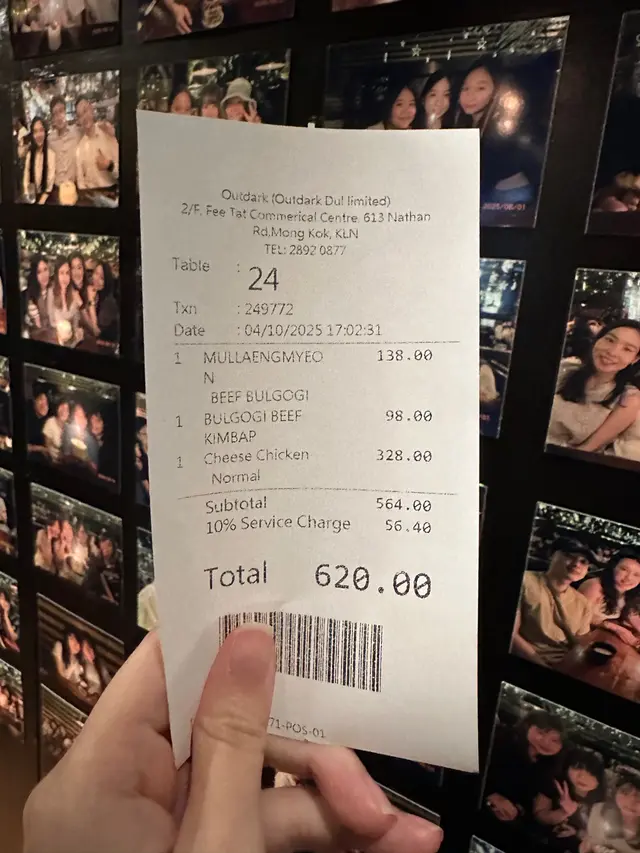 Outdark (Outdark Du! limited)
2/F, Fee Tat Commerical Centre, 613 Nathan
Rd,Mong Kok, KLN
TEL: 2892 0877
Table : 24
Txn : 249772
Date : 04/10/2025 17:02:31
1 MULLAENGMYEO 138.00
N
BEEF BULGOGI
1 BULGOGI BEEF 98.00
KIMBAP
1 Cheese Chicken 328.00
Normal
Subtotal 564.00
10% Service Charge 56.40
Total 620.00
71-POS-01